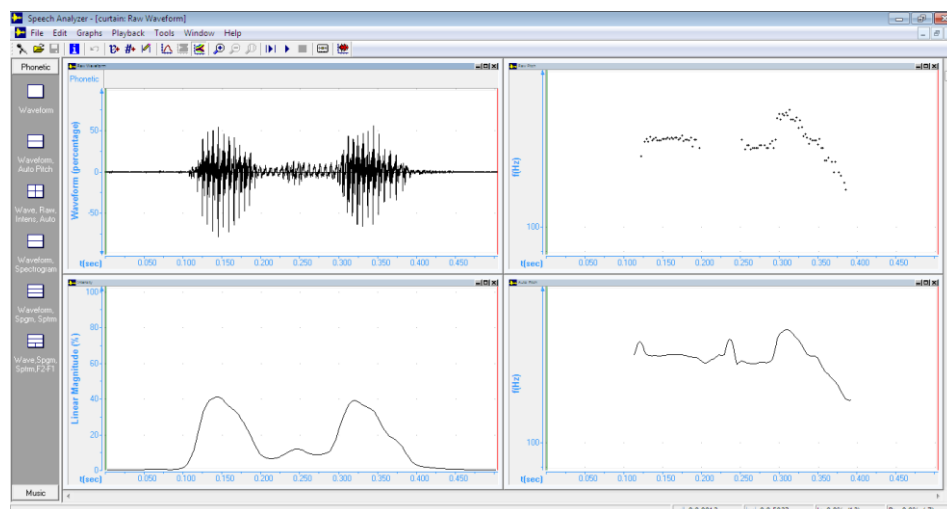 Speech Analyzer - [curtain: Raw Waveform]
File Edit Graphs Playback Tools Window Help
Phonetic
Waveform
Waveform,
Auto Pitch
Wave, Raw,
Intens, Auto
Waveform,
Spectrogram
Waveform,
Spgm, Sptrm
Wave,Spgm,
Sptrm,F2-F1
Music
Raw Waveform
Phonetic
Waveform (percentage)
50
0
-50
t[sec] 0.050 0.100 0.150 0.200 0.250 0.300 0.350 0.400 0.450
f(Hz)
100
t[sec] 0.050 0.100 0.150 0.200 0.250 0.300 0.350 0.400 0.450
Linear Magnitude (%)
100
80
60
40
20
0
t[sec] 0.050 0.100 0.150 0.200 0.250 0.300 0.350 0.400 0.450
Auto Pitch
f(Hz)
100
t[sec] 0.050 0.100 0.150 0.200 0.250 0.300 0.350 0.400 0.450